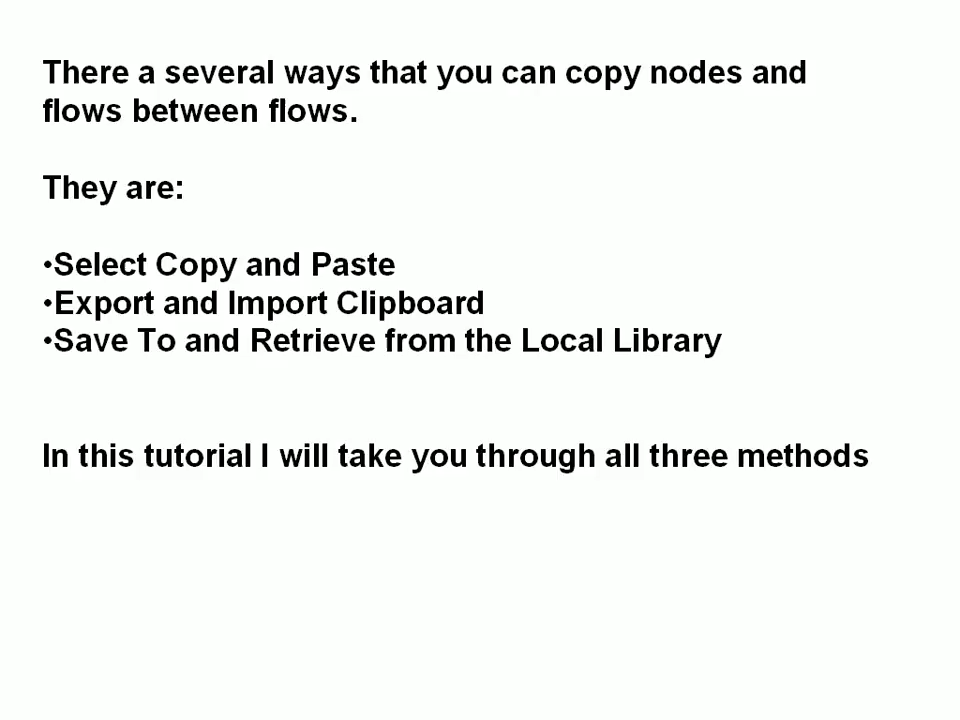 There a several ways that you can copy nodes and
flows between flows.
They are:
•Select Copy and Paste
•Export and Import Clipboard
•Save To and Retrieve from the Local Library
In this tutorial I will take you through all three methods